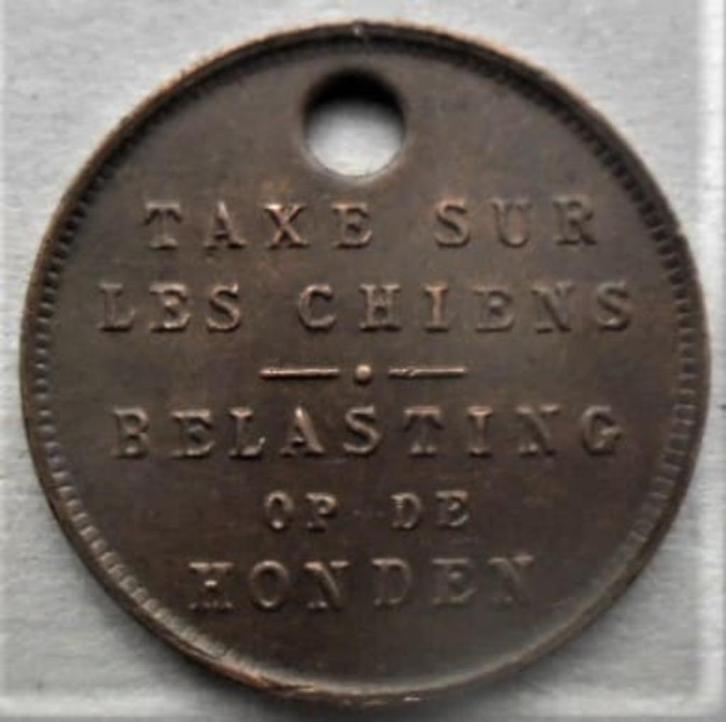 TAXE SUR
LES CHIENS
BELASTING
OP DE
HONDEN